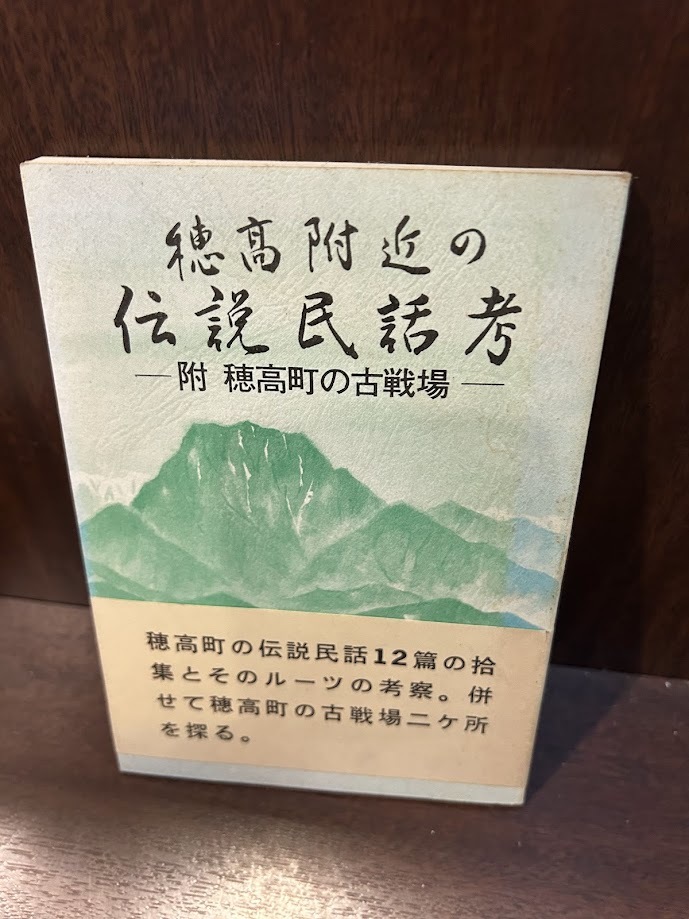 穂高附近の
伝説民話考
―附 穂高町の古戦場―
穂高町の伝説民話12篇の拾
集とそのルーツの考察。併
せて穂高町の古戦場二ケ所
を探る。